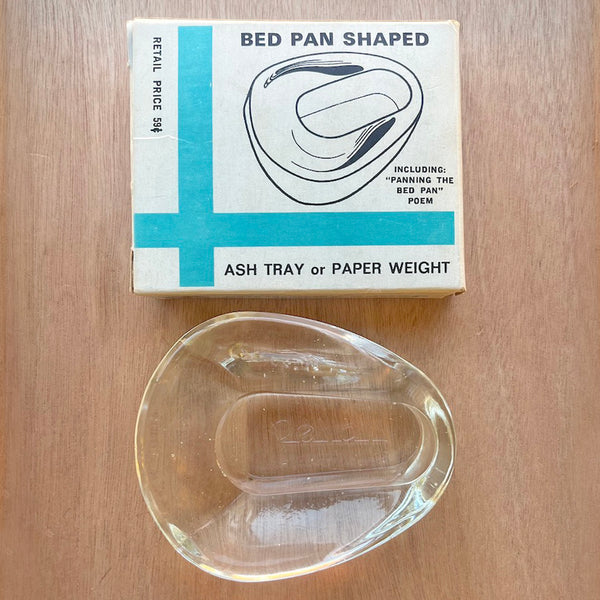 BED PAN SHAPED
RETAIL PRICE 59¢
INCLUDING:
"PANNING THE
BED PAN"
POEM
ASH TRAY or PAPER WEIGHT